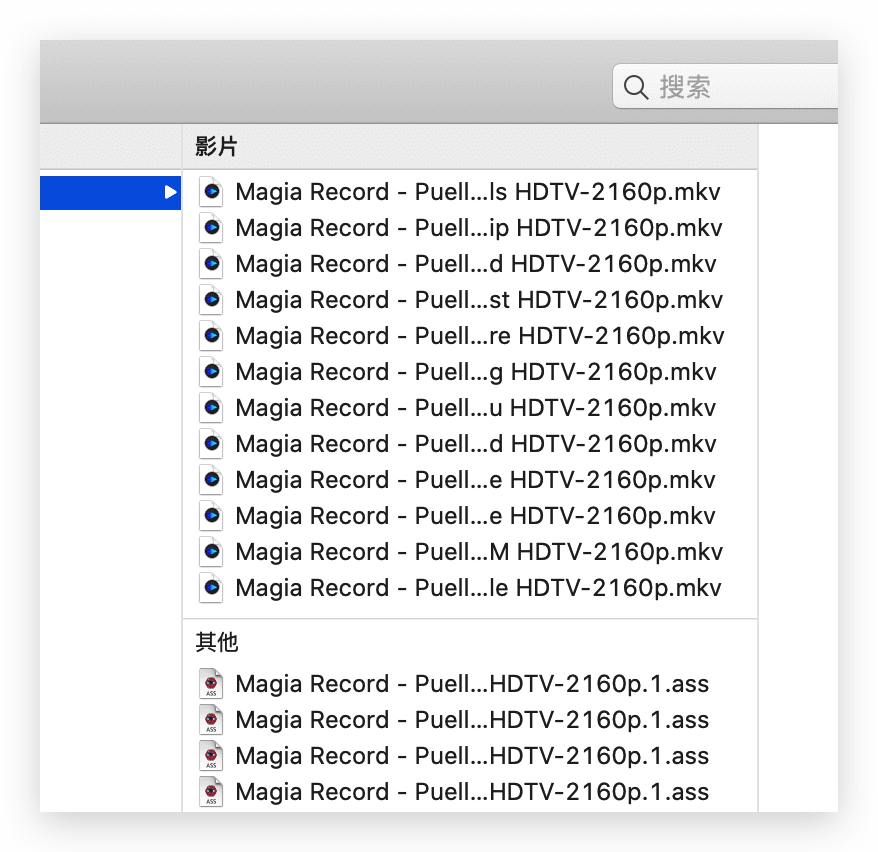 搜索
影片
Magia Record - Puell...ls HDTV-2160p.mkv
Magia Record - Puell...ip HDTV-2160p.mkv
Magia Record - Puell...d HDTV-2160p.mkv
Magia Record - Puell...st HDTV-2160p.mkv
Magia Record - Puell...re HDTV-2160p.mkv
Magia Record - Puell...g HDTV-2160p.mkv
Magia Record - Puell...u HDTV-2160p.mkv
Magia Record - Puell...d HDTV-2160p.mkv
Magia Record - Puell...e HDTV-2160p.mkv
Magia Record - Puell...e HDTV-2160p.mkv
Magia Record - Puell...M HDTV-2160p.mkv
Magia Record - Puell...le HDTV-2160p.mkv
其他
ASS Magia Record - Puell...HDTV-2160p.1.ass
ASS Magia Record - Puell...HDTV-2160p.1.ass
ASS Magia Record - Puell...HDTV-2160p.1.ass
ASS Magia Record - Puell...HDTV-2160p.1.ass